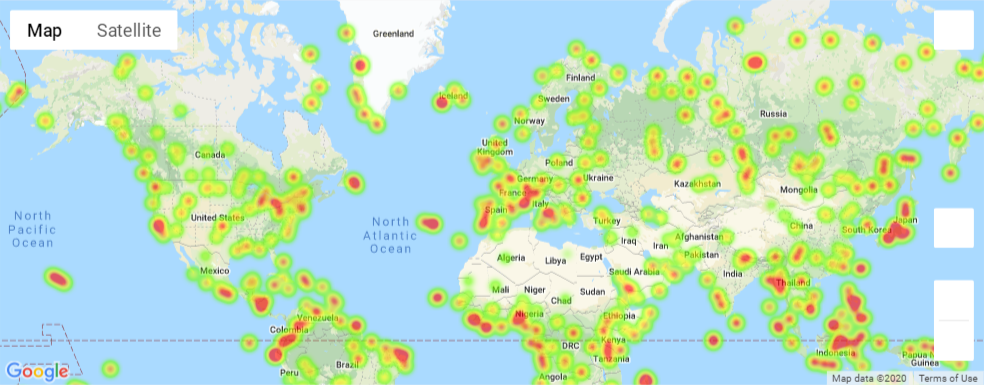 Map Satellite
Greenland
Iceland
Finland
Sweden
Russia
Norway
United
Kingdom
Canada
Poland
Germany
Ukraine
France
Kazakhstan
Mongolia
Spain
Italy
North
Pacific
Ocean
United States
North
Atlantic
Ocean
Turkey
Japan
China
South Korea
Iraq
Iran
Afghanistan
Pakistan
Algeria
Libya
Egypt
Mexico
Saudi Arabia
India
Mali
Niger
Chad
Sudan
Thailand
Nigeria
Ethiopia
Venezuela
Colombia
DRC
Kenya
Tanzania
Indonesia
Papua N
Guinea
Peru
Brazil
Angola
Google
Map data ©2020 Terms of Use